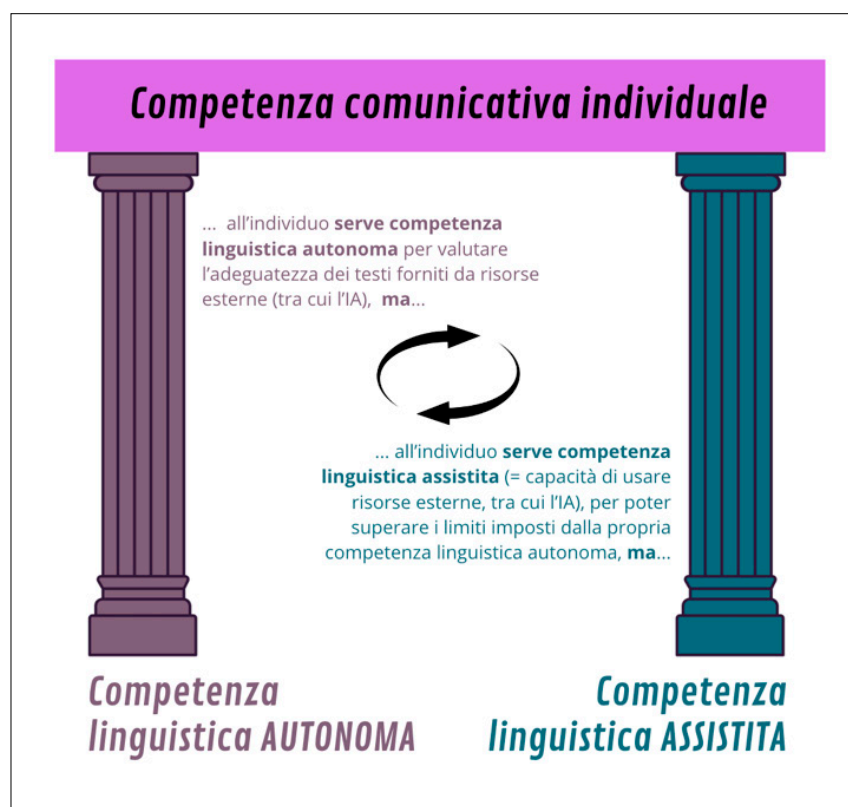 Competenza comunicativa individuale
... all'individuo serve competenza
linguistica autonoma per valutare
l'adeguatezza dei testi forniti da risorse
esterne (tra cui l'IA), ma...
... all'individuo serve competenza
linguistica assistita (= capacità di usare
risorse esterne, tra cui l'IA), per poter
superare i limiti imposti dalla propria
competenza linguistica autonoma, ma...
Competenza
linguistica AUTONOMA
Competenza
linguistica ASSISTITA